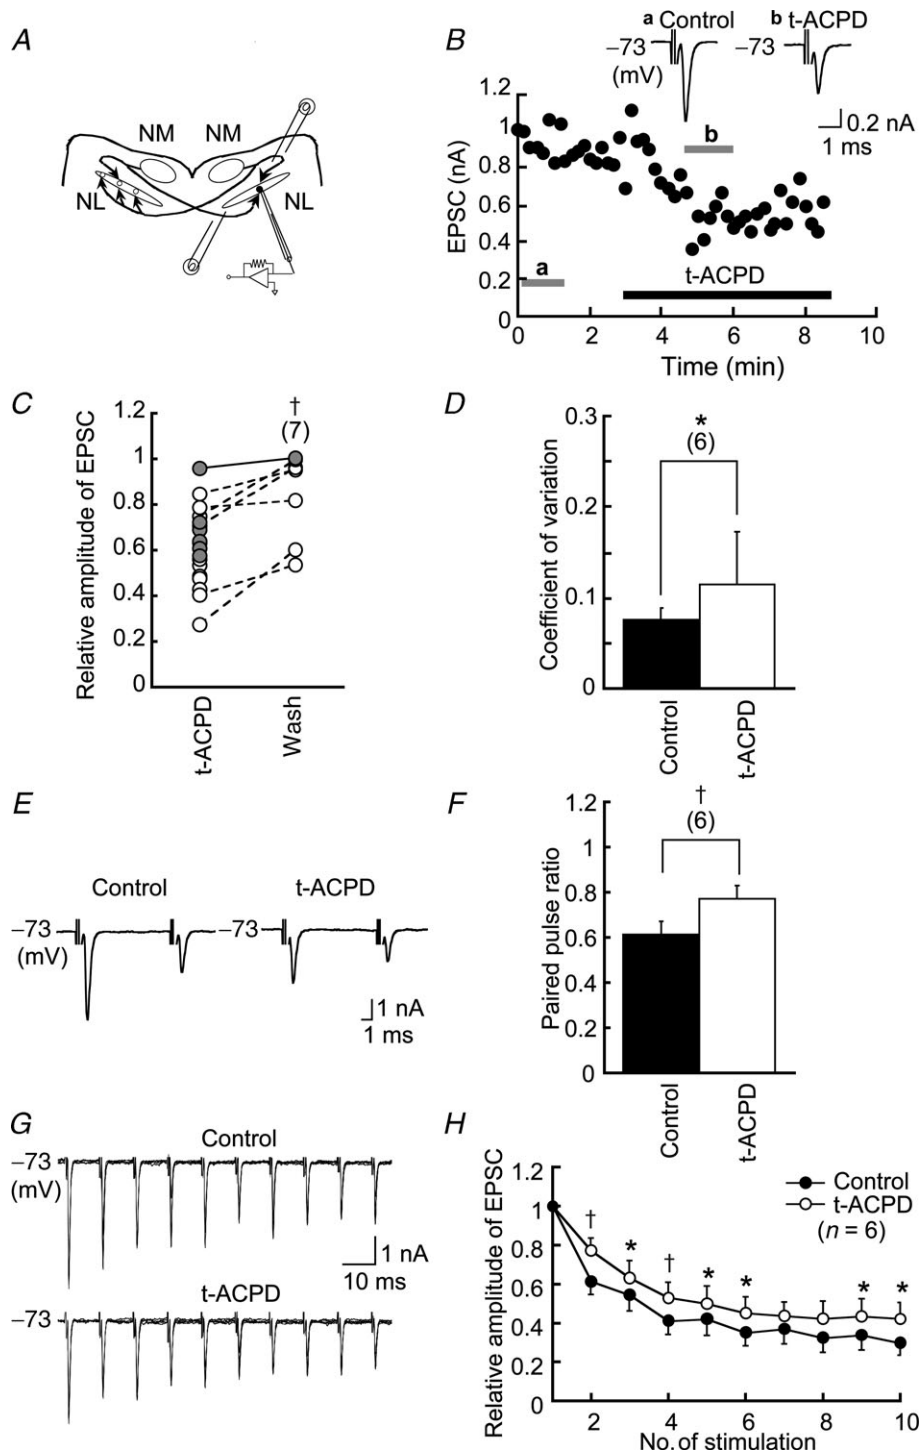 A
NM NM
NL NL
B
a Control b t-ACPD
−73 −73
(mV)
0.2 nA
1 ms
EPSC (nA)
1.2
1
0.8
0.6
0.4
0.2
0
b
a
t-ACPD
0 2 4 6 8 10
Time (min)
C
Relative amplitude of EPSC
1.2
1
0.8
0.6
0.4
0.2
0
†
(7)
t-ACPD
Wash
D
Coefficient of variation
0.3
0.2
0.1
0
*
(6)
Control
t-ACPD
E
Control t-ACPD
−73 −73
(mV)
1 nA
1 ms
F
Paired pulse ratio
1.2
1
0.8
0.6
0.4
0.2
0
†
(6)
Control
t-ACPD
G
Control
−73
(mV)
1 nA
10 ms
t-ACPD
−73
H
Relative amplitude of EPSC
1.2
1
0.8
0.6
0.4
0.2
0
Control
t-ACPD
(n = 6)
† * † * * * *
2 4 6 8 10
No. of stimulation